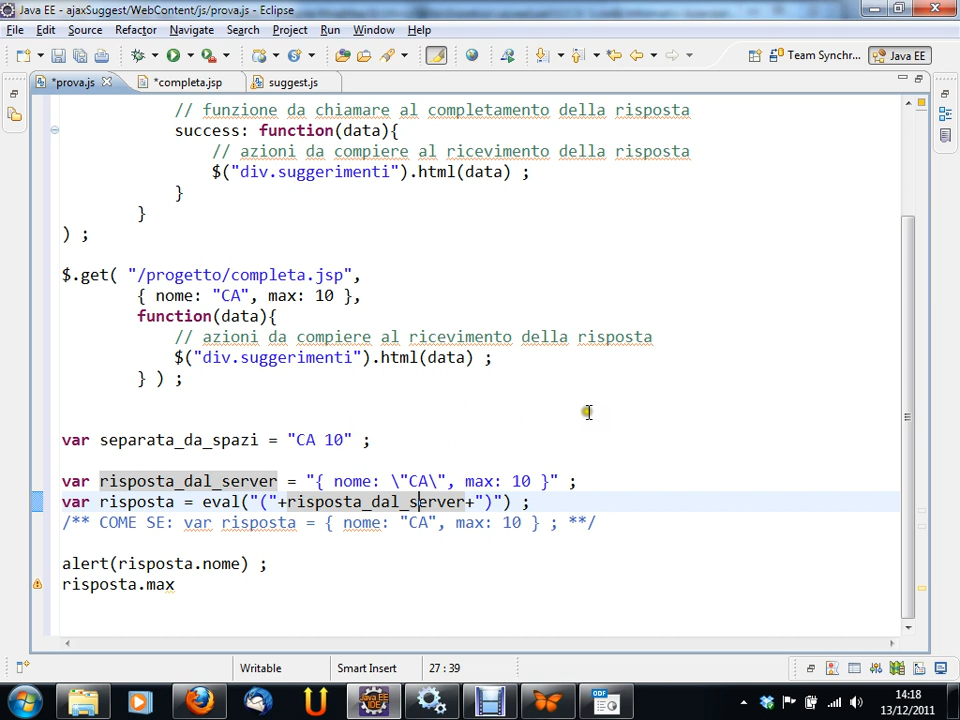 Java EE - ajaxSuggest/WebContent/js/prova.js - Eclipse
File Edit Source Refactor Navigate Search Project Run Window Help
Team Synchr... Java EE
*prova.js *completa.jsp suggest.js
// funzione da chiamare al completamento della risposta
success: function(data){
// azioni da compiere al ricevimento della risposta
$("div.suggerimenti").html(data) ;
}
}
) ;
$.get( "/progetto/completa.jsp",
{ nome: "CA", max: 10 },
function(data){
// azioni da compiere al ricevimento della risposta
$("div.suggerimenti").html(data) ;
} ) ;
var separata_da_spazi = "CA 10" ;
var risposta_dal_server = "{ nome: \"CA\", max: 10 }" ;
var risposta = eval("("+risposta_dal_server+")") ;
/** COME SE: var risposta = { nome: "CA", max: 10 } ; **/
alert(risposta.nome) ;
risposta.max
Writable Smart Insert 27 : 39
Java EE
IDE
ODF
14:18
13/12/2011